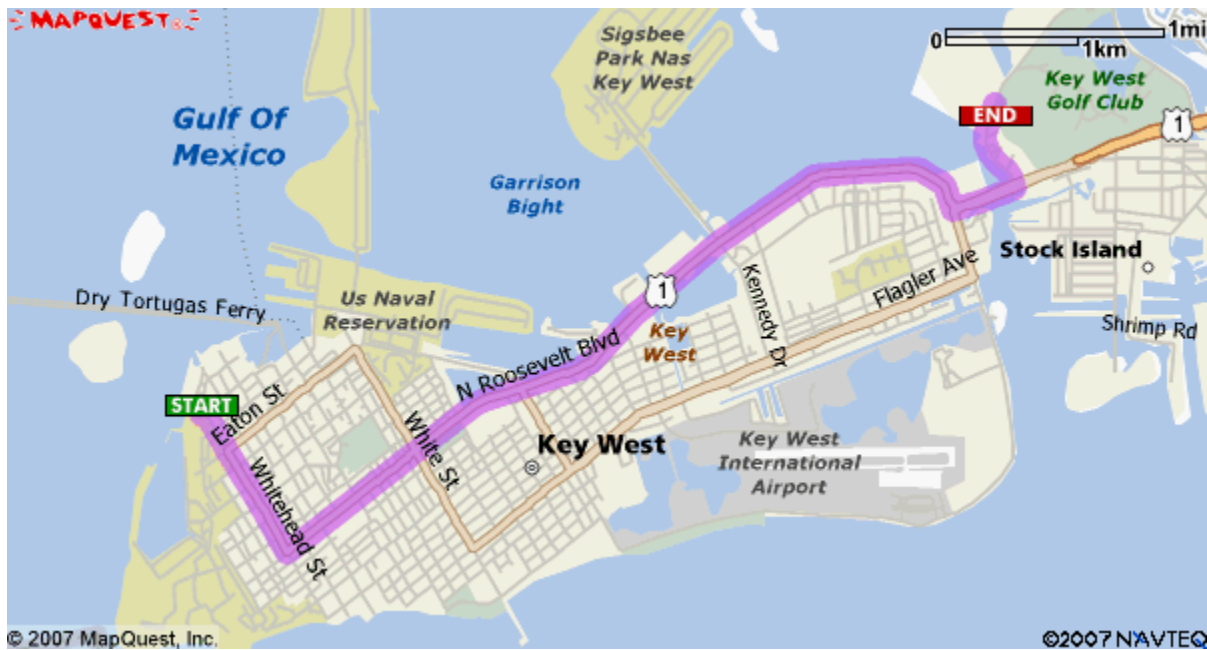 MAPQUEST®
Sigsbee
Park Nas
Key West
0
1mi
1km
Key West
Golf Club
END
1
Gulf Of
Mexico
Garrison
Bight
Stock Island
Kennedy Dr
Flagler Ave
1
Us Naval
Reservation
Dry Tortugas Ferry
Shrimp Rd
Key
West
N Roosevelt Blvd
START
Eaton St
White St
Key West
Key West
International
Airport
Whitehead St
© 2007 MapQuest, Inc.
©2007 NAVTEQ